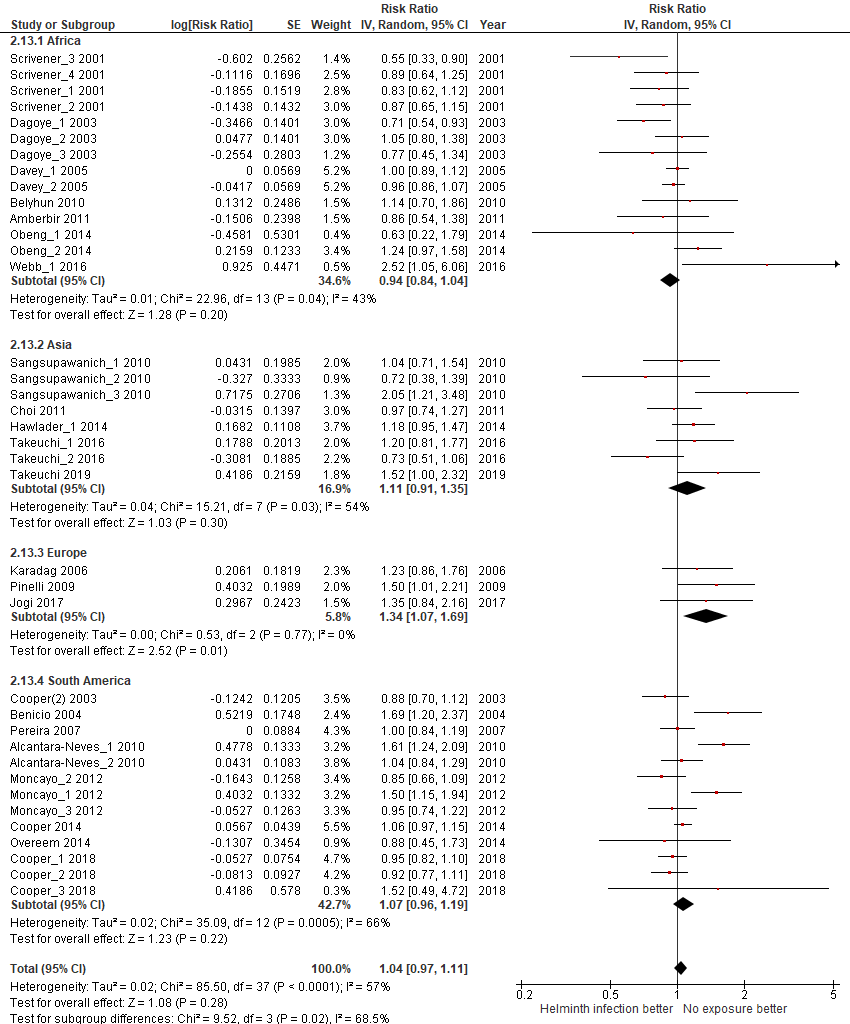 Risk Ratio Risk Ratio
Study or Subgroup log[Risk Ratio] SE Weight IV, Random, 95% CI Year IV, Random, 95% CI
2.13.1 Africa
Scrivener_3 2001 -0.602 0.2562 1.4% 0.55 [0.33, 0.90] 2001
Scrivener_4 2001 -0.1116 0.1696 2.5% 0.89 [0.64, 1.25] 2001
Scrivener_1 2001 -0.1855 0.1519 2.8% 0.83 [0.62, 1.12] 2001
Scrivener_2 2001 -0.1438 0.1432 3.0% 0.87 [0.65, 1.15] 2001
Dagoye_1 2003 -0.3466 0.1401 3.0% 0.71 [0.54, 0.93] 2003
Dagoye_2 2003 0.0477 0.1401 3.0% 1.05 [0.80, 1.38] 2003
Dagoye_3 2003 -0.2554 0.2803 1.2% 0.77 [0.45, 1.34] 2003
Davey_1 2005 0 0.0569 5.2% 1.00 [0.89, 1.12] 2005
Davey_2 2005 -0.0417 0.0569 5.2% 0.96 [0.86, 1.07] 2005
Belyhun 2010 0.1312 0.2486 1.4% 1.14 [0.70, 1.86] 2010
Amberbir 2011 -0.1506 0.2398 1.5% 0.86 [0.54, 1.38] 2011
Obeng_1 2014 -0.4581 0.5301 0.4% 0.63 [0.22, 1.79] 2014
Obeng_2 2014 0.2159 0.1233 3.4% 1.24 [0.97, 1.58] 2014
Webb_1 2016 0.925 0.4471 0.5% 2.52 [1.05, 6.06] 2016
Subtotal (95% CI) 34.6% 0.94 [0.84, 1.04]
Heterogeneity: Tau² = 0.01; Chi² = 22.96, df = 13 (P = 0.04); I² = 43%
Test for overall effect: Z = 1.28 (P = 0.20)
2.13.2 Asia
Sangsupawanich_1 2010 0.0431 0.1985 2.0% 1.04 [0.71, 1.54] 2010
Sangsupawanich_2 2010 -0.327 0.3333 0.9% 0.72 [0.38, 1.39] 2010
Sangsupawanich_3 2010 0.7175 0.2706 1.2% 2.05 [1.21, 3.48] 2010
Choi 2011 -0.0315 0.1397 3.0% 0.97 [0.74, 1.27] 2011
Hawlader_1 2014 0.1682 0.1108 3.7% 1.18 [0.95, 1.47] 2014
Takeuchi_1 2016 0.1788 0.2013 2.0% 1.20 [0.81, 1.77] 2016
Takeuchi_2 2016 -0.3081 0.1885 2.2% 0.73 [0.51, 1.06] 2016
Takeuchi 2019 0.4186 0.2159 1.8% 1.52 [1.00, 2.32] 2019
Subtotal (95% CI) 16.9% 1.11 [0.91, 1.35]
Heterogeneity: Tau² = 0.04; Chi² = 15.21, df = 7 (P = 0.03); I² = 54%
Test for overall effect: Z = 1.03 (P = 0.30)
2.13.3 Europe
Karadag 2006 0.2061 0.1819 2.3% 1.23 [0.86, 1.76] 2006
Pinelli 2009 0.4032 0.1989 2.0% 1.50 [1.01, 2.21] 2009
Jogi 2017 0.2967 0.2423 1.5% 1.35 [0.84, 2.16] 2017
Subtotal (95% CI) 5.8% 1.34 [1.07, 1.69]
Heterogeneity: Tau² = 0.00; Chi² = 0.53, df = 2 (P = 0.77); I² = 0%
Test for overall effect: Z = 2.52 (P = 0.01)
2.13.4 South America
Cooper(2) 2003 -0.1242 0.1205 3.5% 0.88 [0.70, 1.12] 2003
Benicio 2004 0.5219 0.1748 2.4% 1.69 [1.20, 2.37] 2004
Pereira 2007 0 0.0884 4.3% 1.00 [0.84, 1.19] 2007
Alcantara-Neves_1 2010 0.4778 0.1333 3.2% 1.61 [1.24, 2.09] 2010
Alcantara-Neves_2 2010 0.0431 0.1083 3.8% 1.04 [0.84, 1.29] 2010
Moncayo_2 2012 -0.1643 0.1258 3.3% 0.85 [0.66, 1.09] 2012
Moncayo_1 2012 0.4032 0.1332 3.2% 1.50 [1.15, 1.94] 2012
Moncayo_3 2012 -0.0527 0.1263 3.3% 0.95 [0.74, 1.22] 2012
Cooper 2014 0.0567 0.0439 5.5% 1.06 [0.97, 1.15] 2014
Overeem 2014 -0.1307 0.3454 0.9% 0.88 [0.45, 1.73] 2014
Cooper_1 2018 -0.0527 0.0754 4.7% 0.95 [0.82, 1.10] 2018
Cooper_2 2018 -0.0813 0.0927 4.2% 0.92 [0.77, 1.11] 2018
Cooper_3 2018 0.4186 0.578 0.3% 1.52 [0.49, 4.72] 2018
Subtotal (95% CI) 42.7% 1.07 [0.96, 1.19]
Heterogeneity: Tau² = 0.02; Chi² = 35.09, df = 12 (P = 0.0005); I² = 66%
Test for overall effect: Z = 1.23 (P = 0.22)
Total (95% CI) 100.0% 1.04 [0.97, 1.11]
Heterogeneity: Tau² = 0.02; Chi² = 85.50, df = 37 (P < 0.0001); I² = 57%
Test for overall effect: Z = 1.08 (P = 0.28)
Test for subgroup differences: Chi² = 9.52, df = 3 (P = 0.02), I² = 68.5%
0.2 0.5 1 2 5
Helminth infection better No exposure better